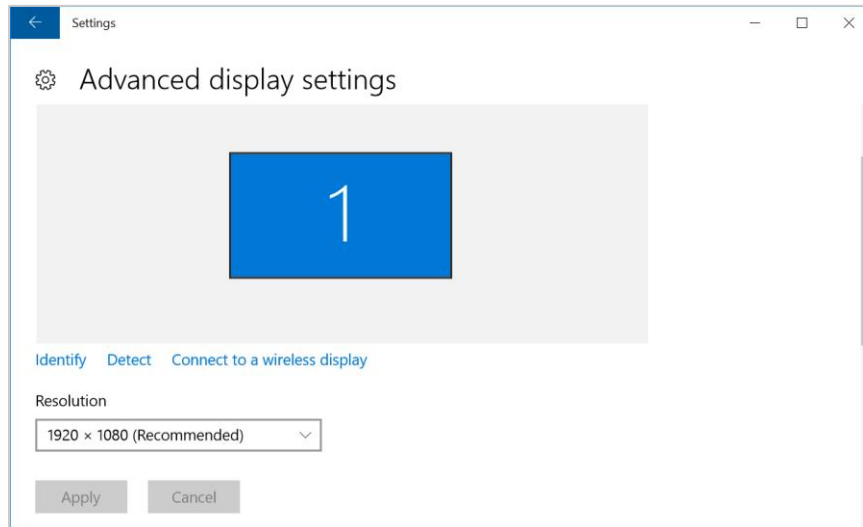 Settings
Advanced display settings
1
Identify Detect Connect to a wireless display
Resolution
1920 × 1080 (Recommended)
Apply Cancel